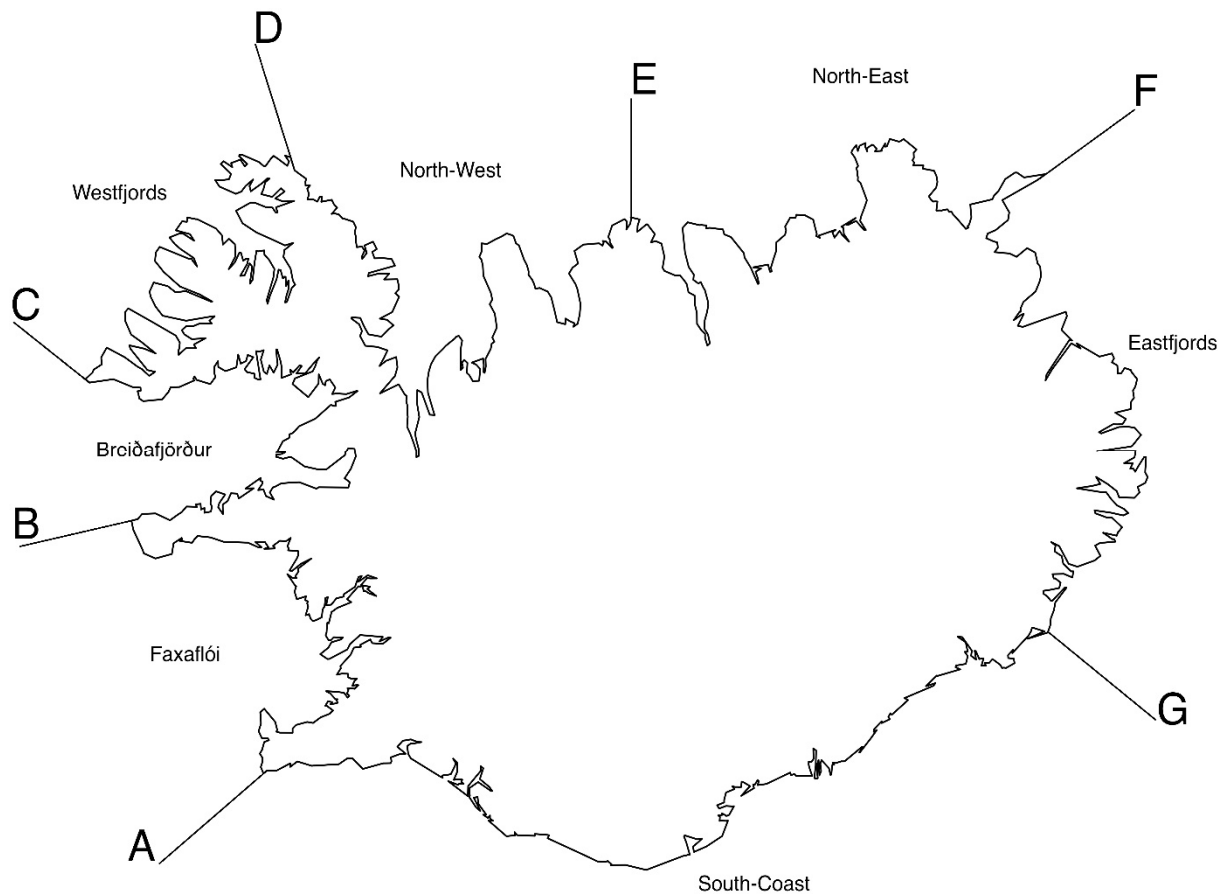 D
E
North-East
F
North-West
Westfjords
C
Eastfjords
Breiðafjörður
B
Faxaflói
G
A
South-Coast